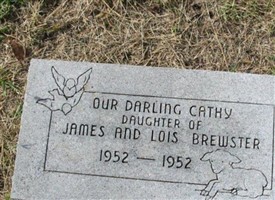 OUR DARLING CATHY
DAUGHTER OF
JAMES AND LOIS BREWSTER
1952 — 1952